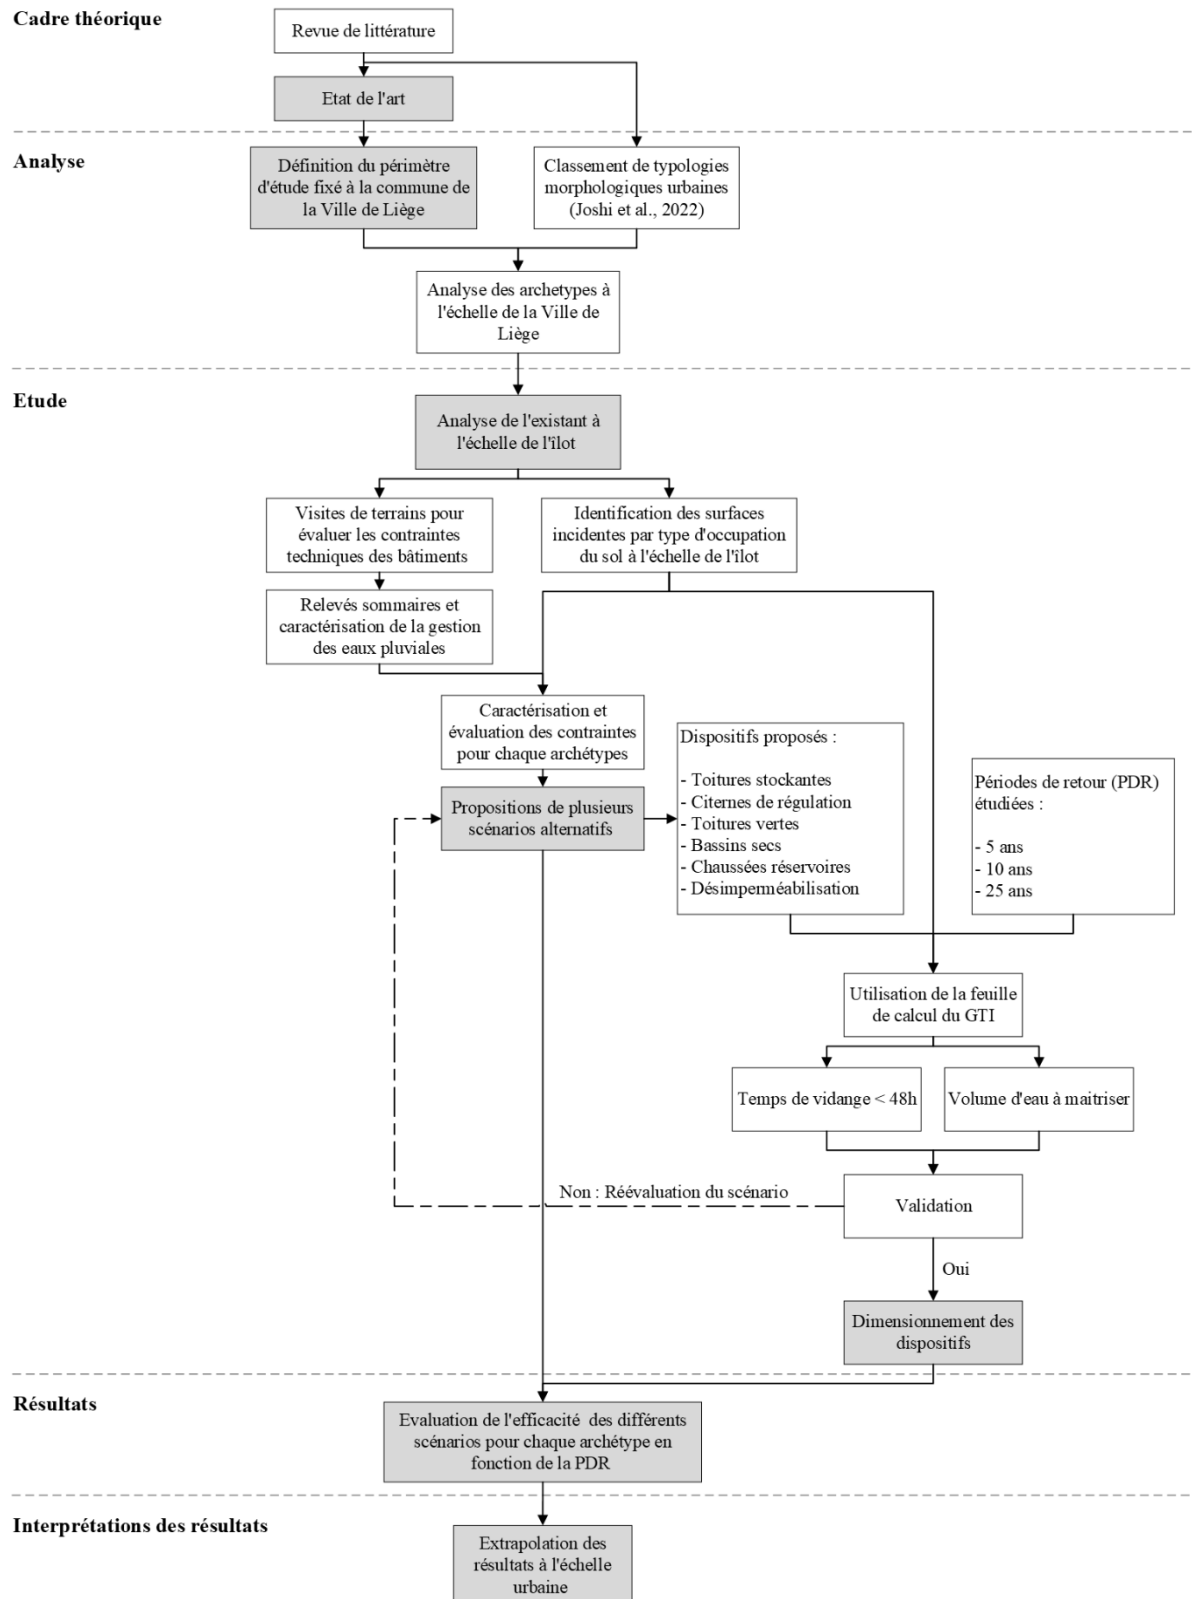 Cadre théorique
Revue de littérature
Etat de l'art
Analyse
Définition du périmètre
d'étude fixé à la commune de
la Ville de Liège
Classement de typologies
morphologiques urbaines
(Joshi et al., 2022)
Analyse des archetypes à
l'échelle de la Ville de
Liège
Etude
Analyse de l'existant à
l'échelle de l'îlot
Visites de terrains pour
évaluer les contraintes
techniques des bâtiments
Identification des surfaces
incidentes par type d'occupation
du sol à l'échelle de l'îlot
Relevés sommaires et
caractérisation de la gestion
des eaux pluviales
Caractérisation et
évaluation des contraintes
pour chaque archétypes
Propositions de plusieurs
scénarios alternatifs
Dispositifs proposés :
- Toitures stockantes
- Citernes de régulation
- Toitures vertes
- Bassins secs
- Chaussées réservoires
- Désimperméabilisation
Périodes de retour (PDR)
étudiées :
- 5 ans
- 10 ans
- 25 ans
Utilisation de la feuille
de calcul du GTI
Temps de vidange < 48h
Volume d'eau à maitriser
Non : Réévaluation du scénario
Validation
Oui
Dimensionnement des
dispositifs
Résultats
Evaluation de l'efficacité des différents
scénarios pour chaque archétype en
fonction de la PDR
Interprétations des résultats
Extrapolation des
résultats à l'échelle
urbaine